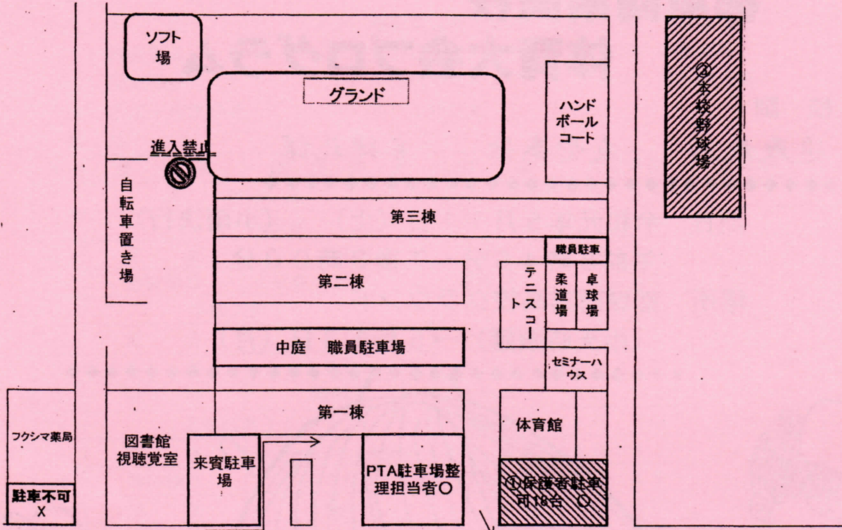 ソフト
場
グランド
ハンド
ボール
コート
③本校野球場
進入禁止
自転車置き場
第三棟
職員駐車
第二棟
テニスコー
ト
柔道場
卓球場
中庭 職員駐車場
セミナーハ
ウス
第一棟
フクシマ薬局
図書館
視聴覚室
来賓駐車
場
PTA駐車場整
理担当者○
体育館
駐車不可
X
①保護者駐車
可18台 ○